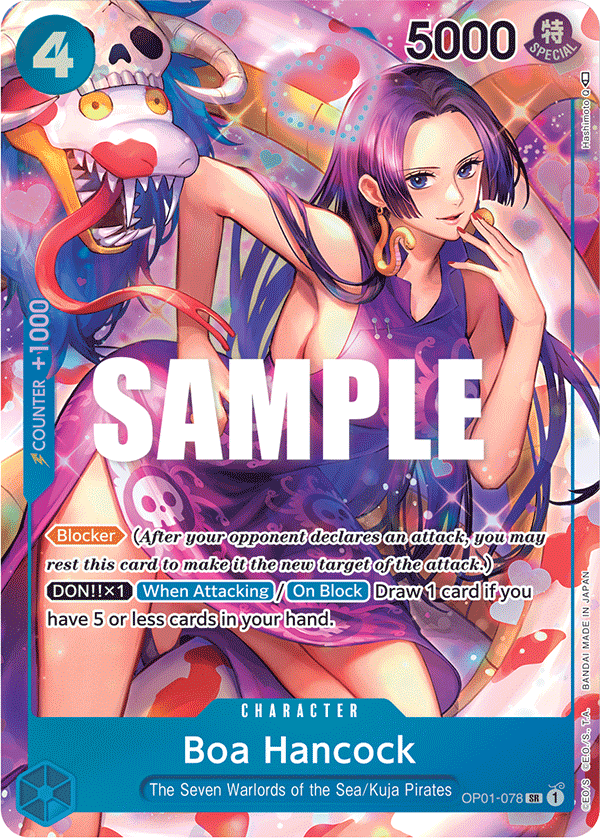 4
5000
特
SPECIAL
Hashimoto Q
COUNTER +1000
SAMPLE
Blocker (After your opponent declares an attack, you may
rest this card to make it the new target of the attack.)
DON!!×1 When Attacking / On Block Draw 1 card if you
have 5 or less cards in your hand.
CHARACTER
Boa Hancock
The Seven Warlords of the Sea/Kuja Pirates
OP01-078 SR 1
©E.O/S. ©E.O./S., T.A. BANDAI MADE IN JAPAN